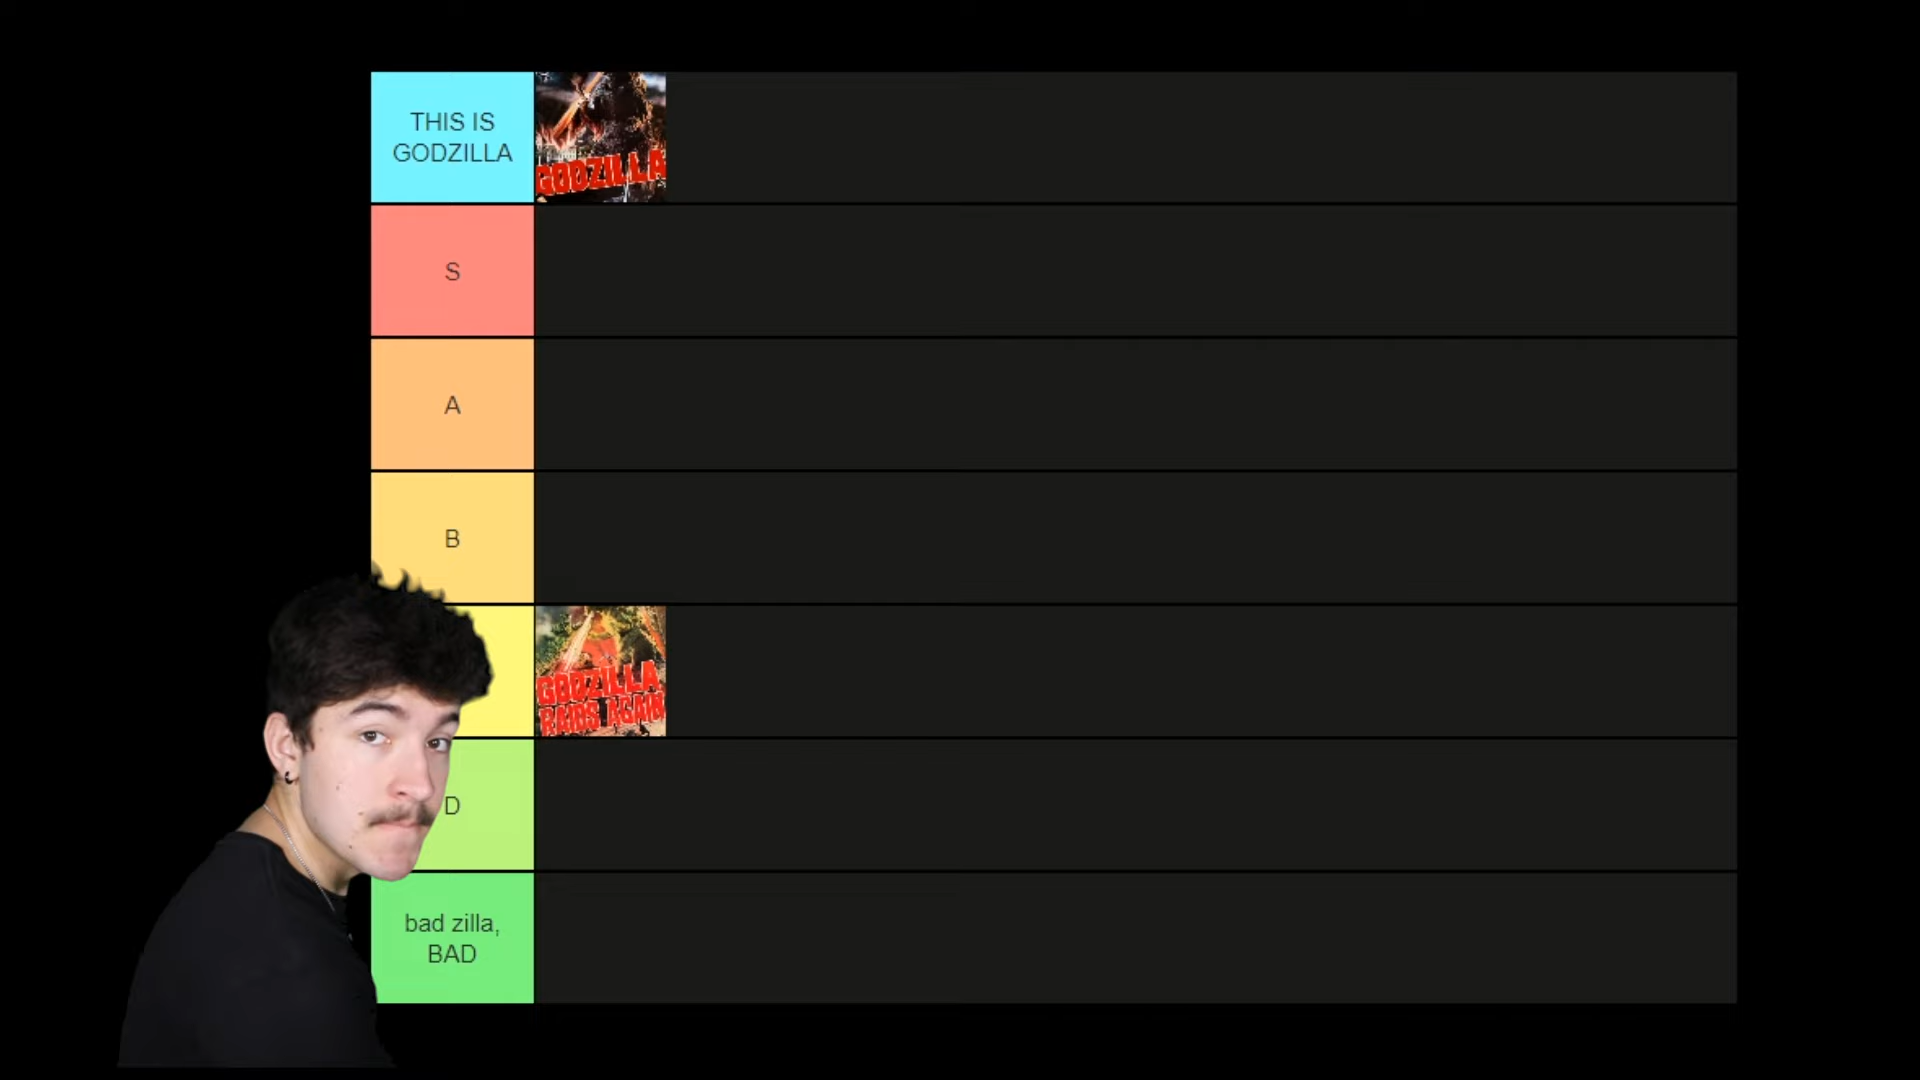 THIS IS
GODZILLA
GODZILLA
S
A
B
GODZILLA
RAIDS AGAIN
D
bad zilla,
BAD